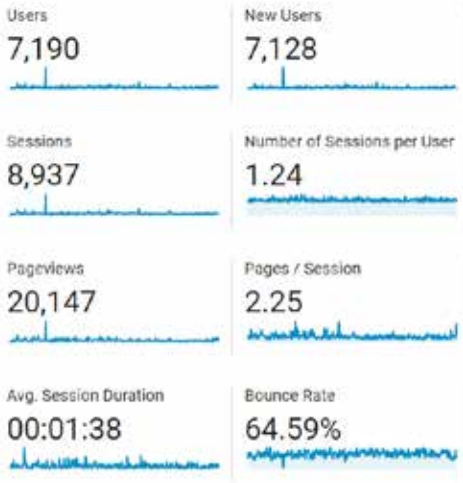 Users
7,190
New Users
7,128
Sessions
8,937
Number of Sessions per User
1.24
Pageviews
20,147
Pages / Session
2.25
Avg. Session Duration
00:01:38
Bounce Rate
64.59%